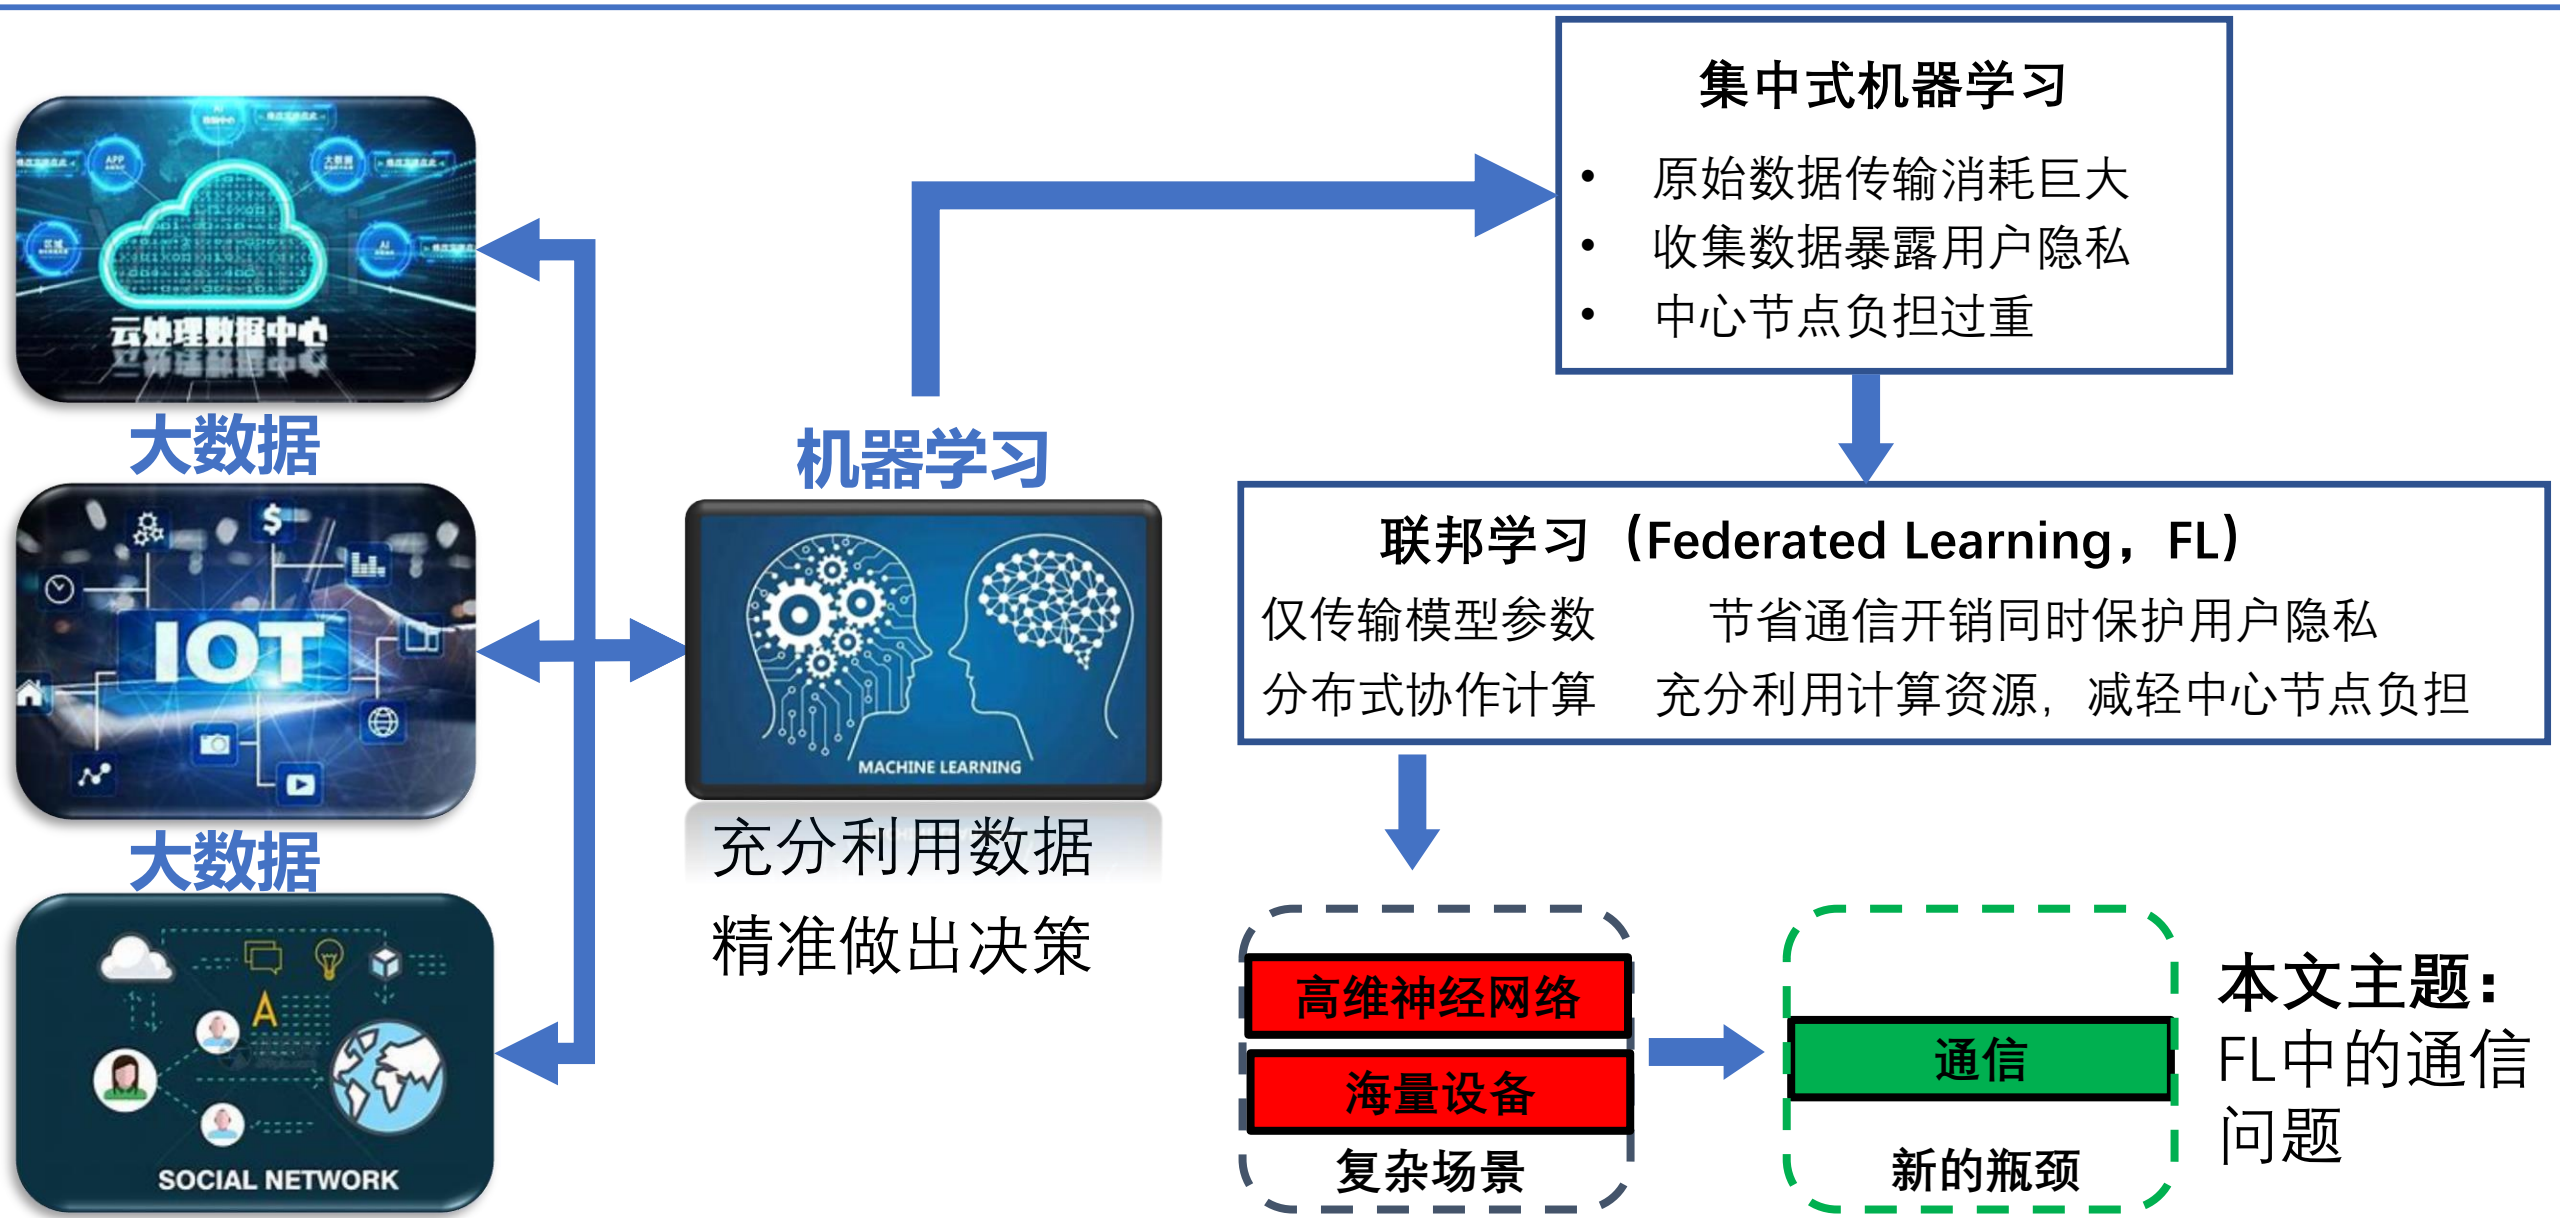 APP
大数据
区域
AI
云处理数据中心
大数据
$
IOT
大数据
A
SOCIAL NETWORK
机器学习
MACHINE LEARNING
充分利用数据
精准做出决策
集中式机器学习
• 原始数据传输消耗巨大
• 收集数据暴露用户隐私
• 中心节点负担过重
联邦学习（Federated Learning，FL）
仅传输模型参数 节省通信开销同时保护用户隐私
分布式协作计算 充分利用计算资源，减轻中心节点负担
高维神经网络
海量设备
复杂场景
通信
新的瓶颈
本文主题：
FL中的通信
问题